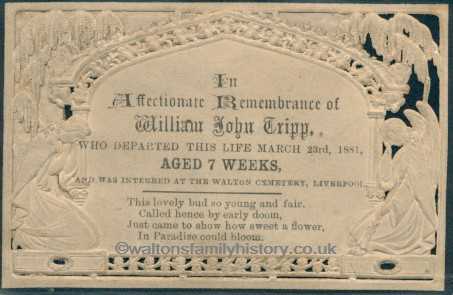 In
Affectionate Remembrance of
William John Tripp,
WHO DEPARTED THIS LIFE MARCH 23rd, 1881,
AGED 7 WEEKS,
AND WAS INTERRED AT THE WALTON CEMETERY, LIVERPOOL.
This lovely bud so young and fair.
Called hence by early doom,
Just came to show how sweet a flower,
In Paradise could bloom.
©waltonsfamilyhistory.co.uk